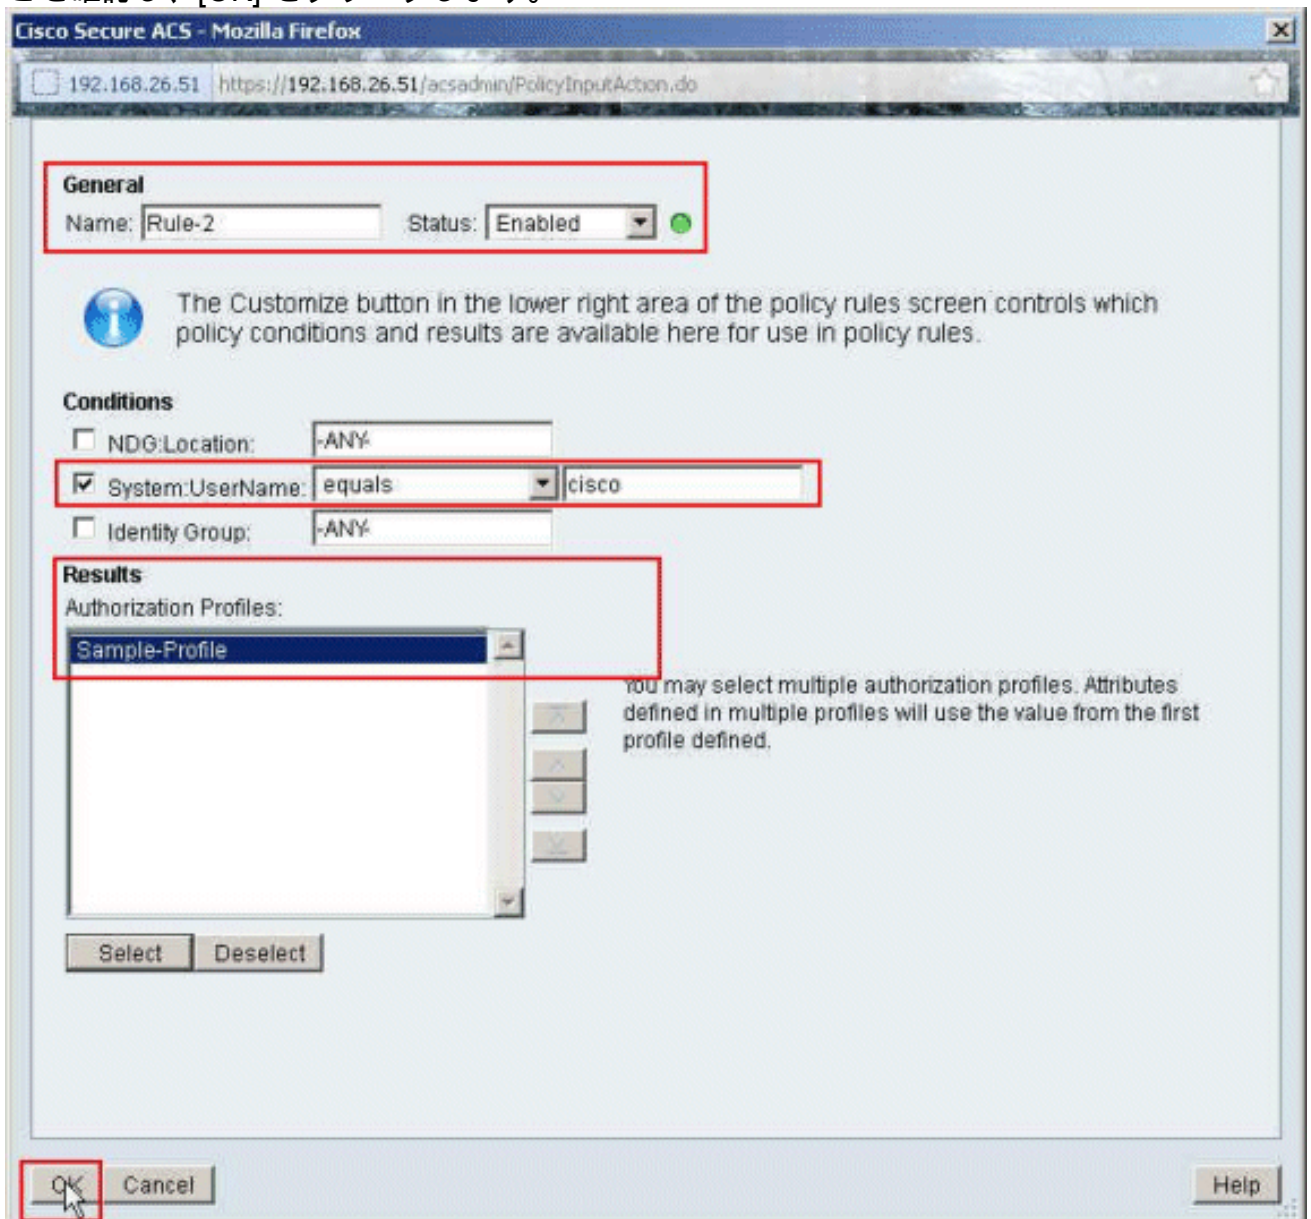 Cisco Secure ACS - Mozilla Firefox
192.168.26.51 https://192.168.26.51/acsadmin/PolicyInputAction.do
General
Name: Rule-2 Status: Enabled
The Customize button in the lower right area of the policy rules screen controls which
policy conditions and results are available here for use in policy rules.
Conditions
NDG:Location: -ANY-
System:UserName: equals cisco
Identity Group: -ANY-
Results
Authorization Profiles:
Sample-Profile
You may select multiple authorization profiles. Attributes
defined in multiple profiles will use the value from the first
profile defined.
Select Deselect
OK Cancel Help